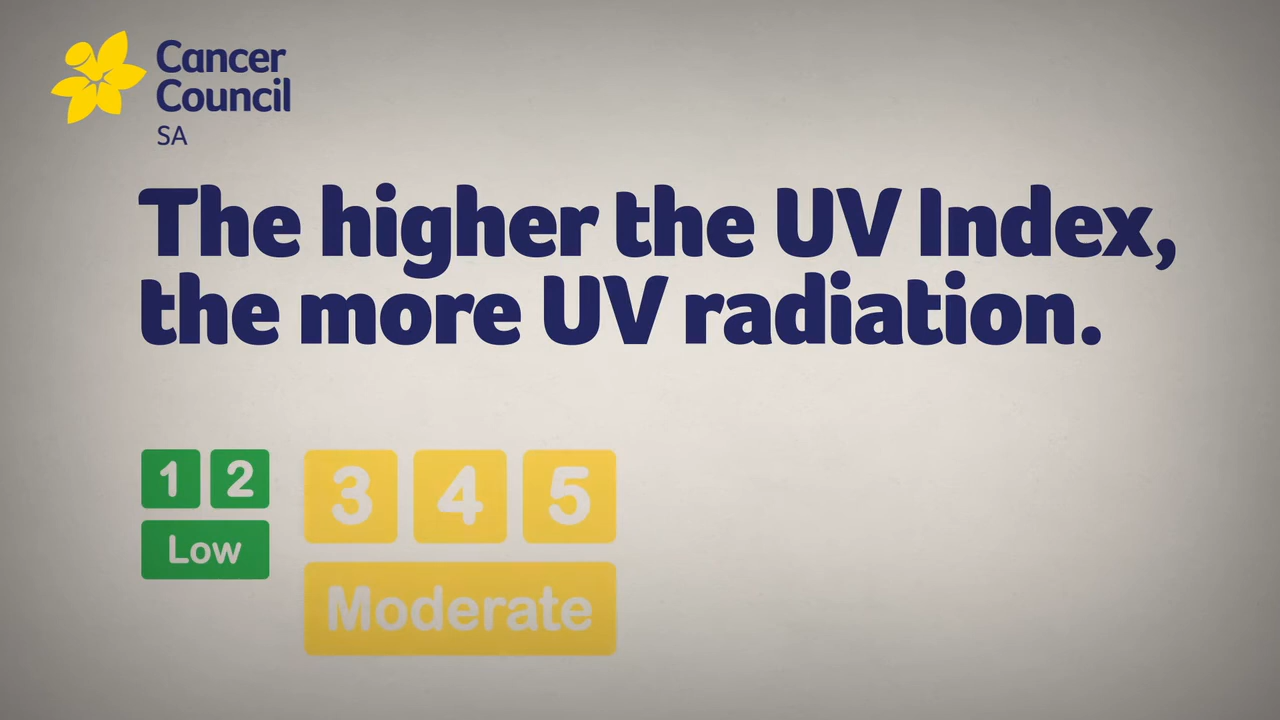 Cancer
Council
SA
The higher the UV Index,
the more UV radiation.
1 2
Low
3 4 5
Moderate